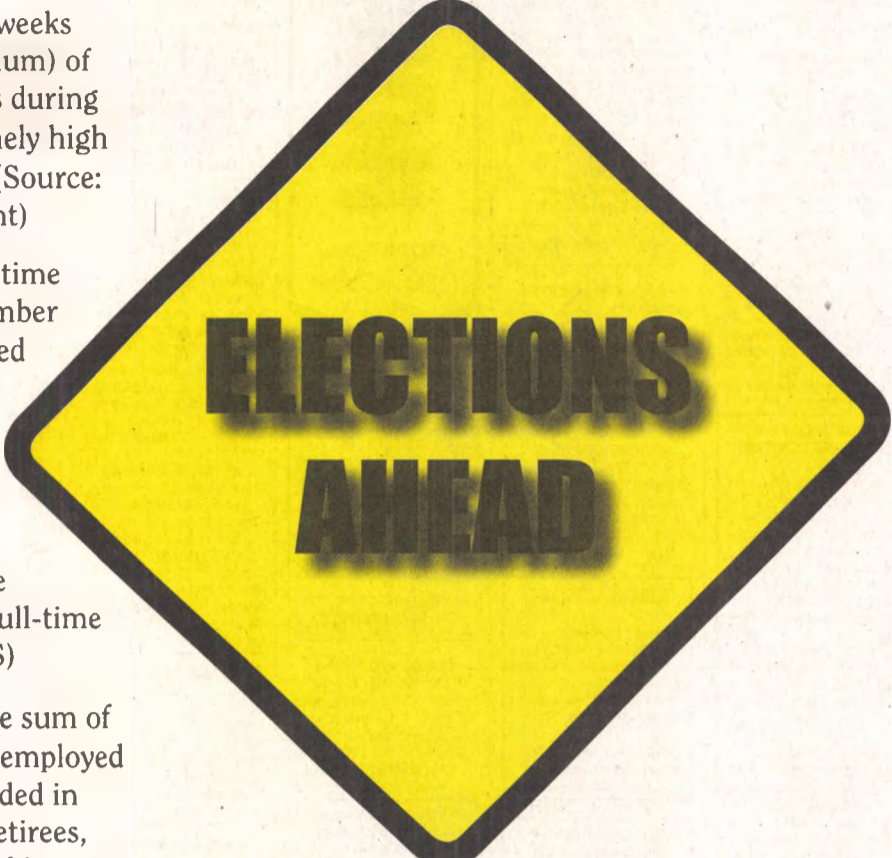 weeks
um) of
during
ely high
(Source:
nt)
time
mber
ed
e
ull-time
S)
e sum of
employed
ded in
etirees,
ELECTIONS
AHEAD